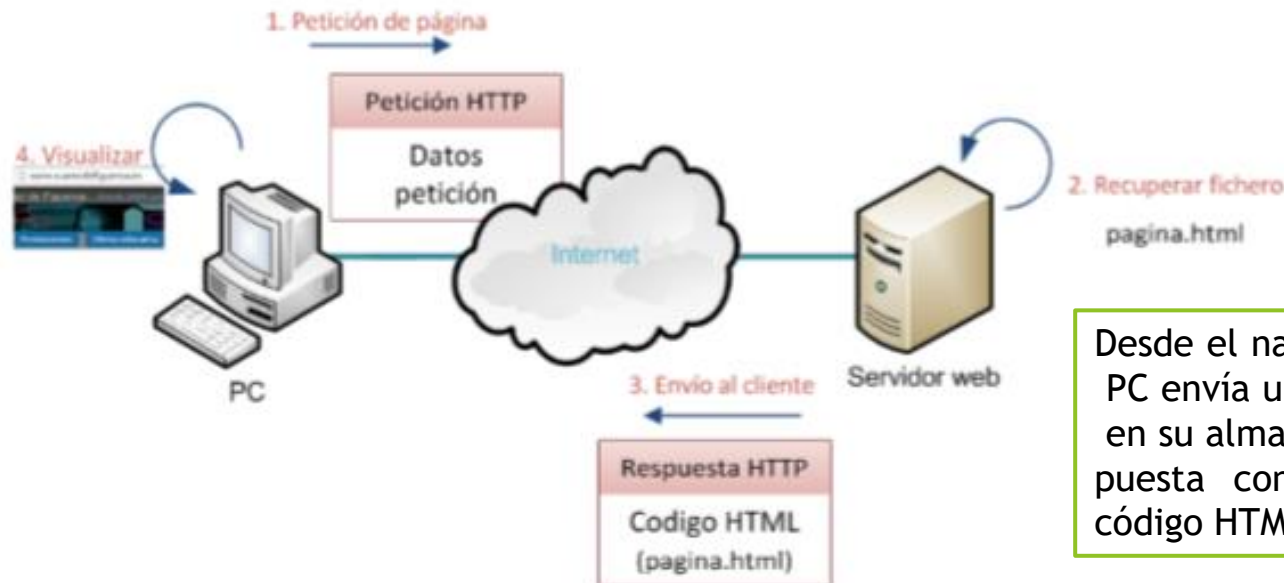 1. Petición de página
Petición HTTP
Datos
petición
4. Visualizar
Internet
2. Recuperar fichero
pagina.html
PC
3. Envío al cliente
Servidor web
Respuesta HTTP
Codigo HTML
(pagina.html)
Desde el na
PC envía u
en su alma
puesta con
código HTM